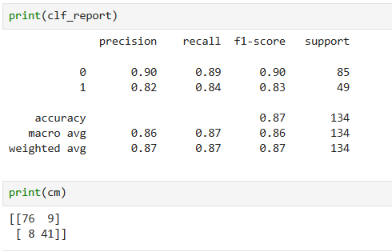 print(clf_report)
precision recall f1-score support
0 0.90 0.89 0.90 85
1 0.82 0.84 0.83 49
accuracy 0.87 134
macro avg 0.86 0.87 0.86 134
weighted avg 0.87 0.87 0.87 134
print(cm)
[[76 9]
[ 8 41]]